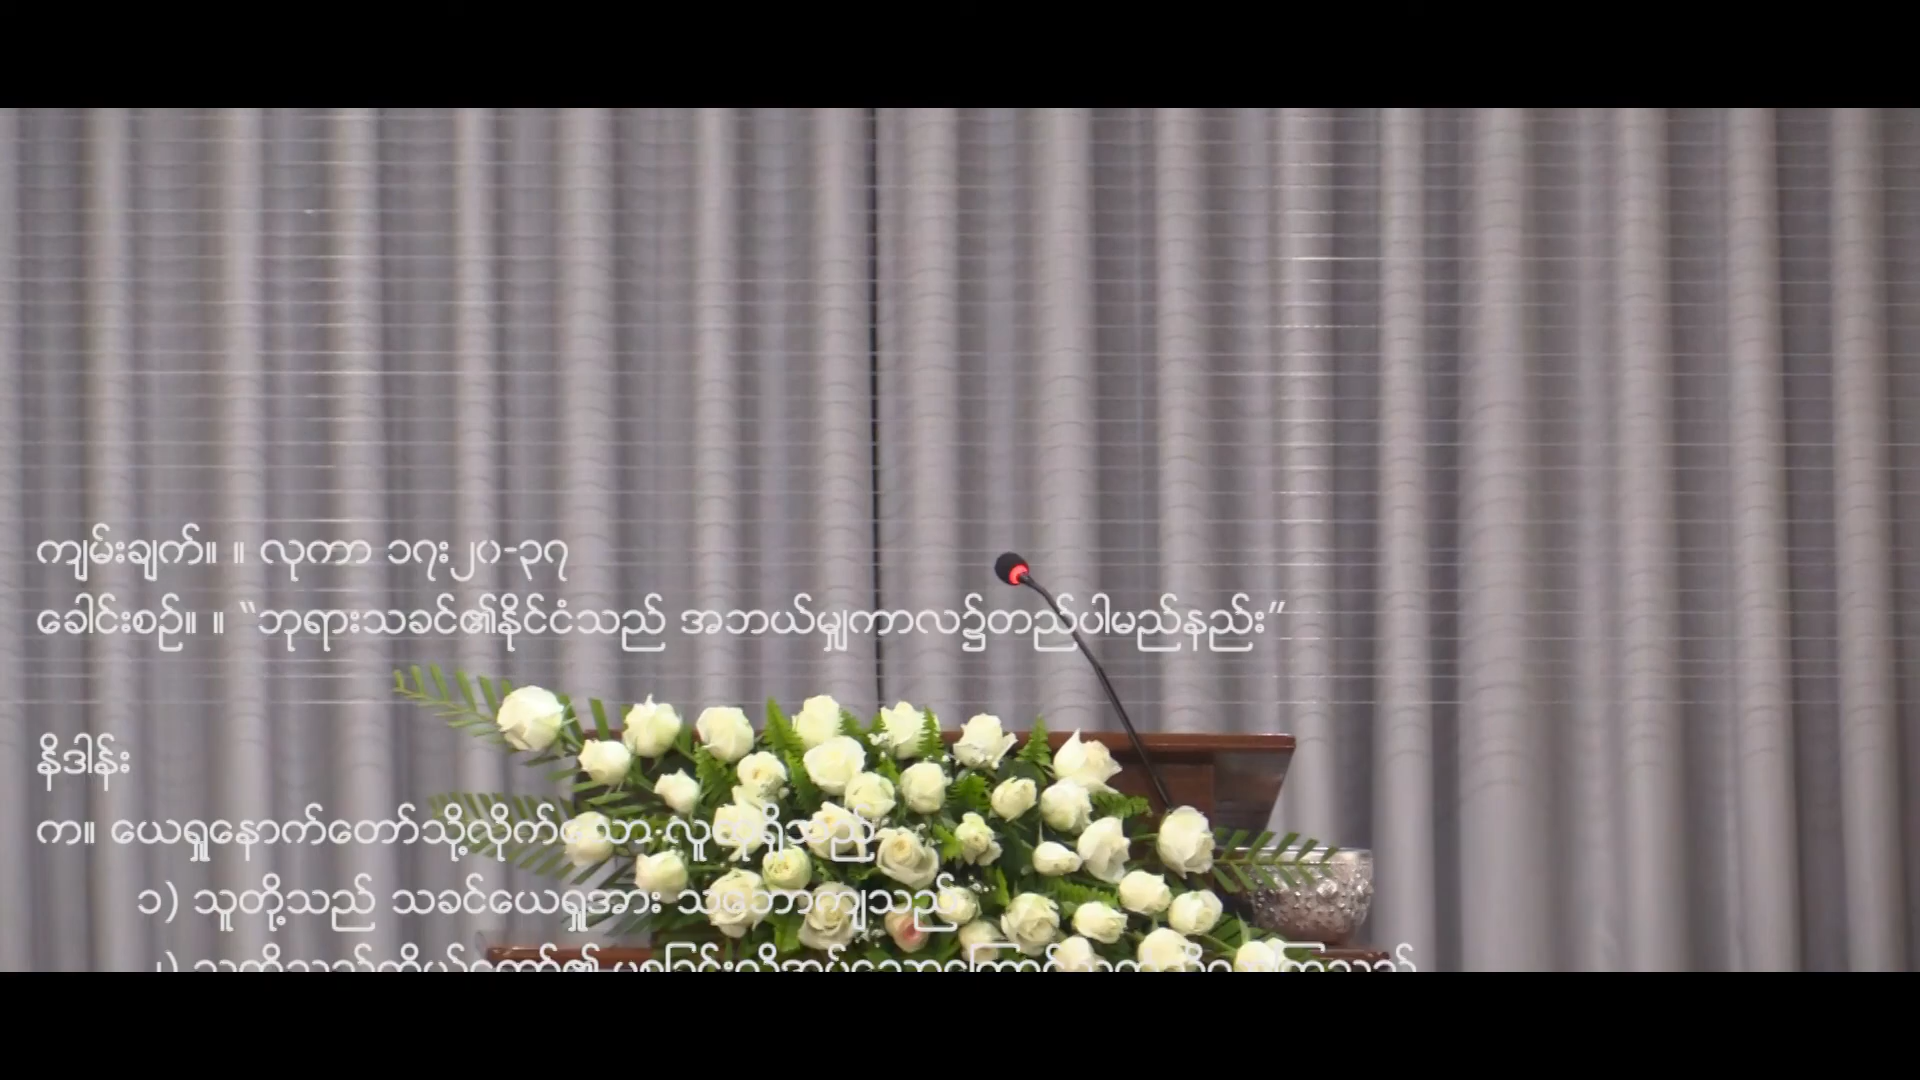 ကျမ်းချက်။ ။ လုကာ ၁၇း၂၀-၃၇
ခေါင်းစဉ်။ ။ “ဘုရားသခင်၏နိုင်ငံသည် အဘယ်မျှကာလ၌တည်ပါမည်နည်း”
နိဒါန်း
က။ ယေရှုနောက်တော်သို့လိုက်သော လူစုရှိသည်
၁) သူတို့သည် သခင်ယေရှုအား သဘောကျသည်